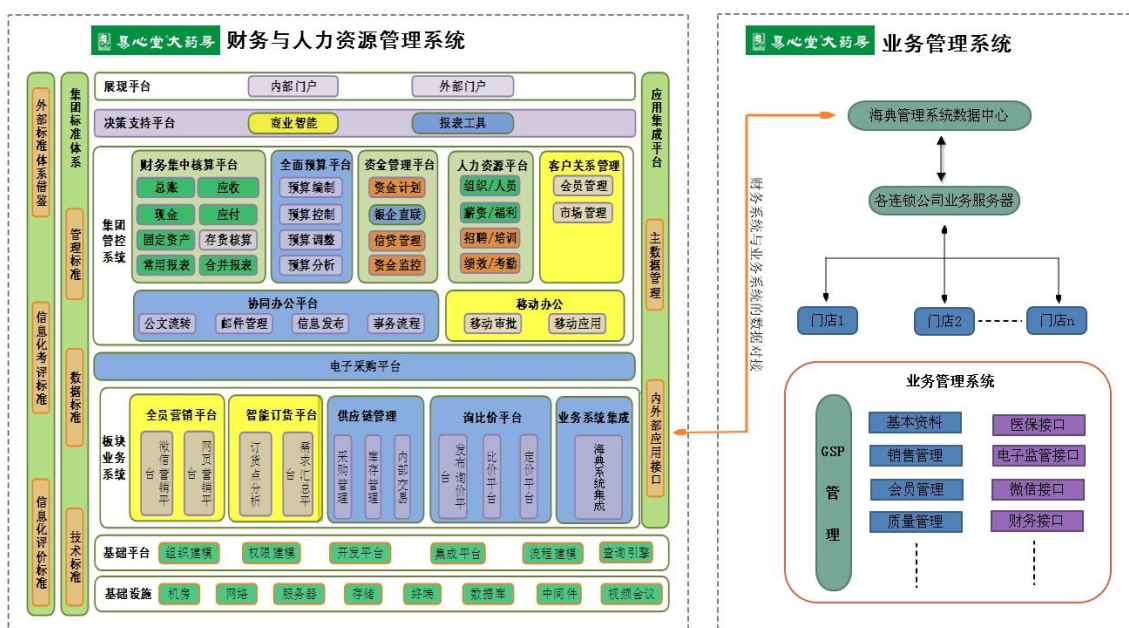 易心堂大药房 财务与人力资源管理系统
外部标准体系借鉴
信息化考评标准
信息化评价标准
集团标准体系
管理标准
数据标准
技术标准
展现平台 内部门户 外部门户
决策支持平台 商业智能 报表工具
集团管控系统
财务集中核算平台
总账 应收
现金 应付
固定资产 存货核算
常用报表 合并报表
全面预算平台
预算编制
预算控制
预算调整
预算分析
资金管理平台
资金计划
银企直联
信贷管理
资金监控
人力资源平台
组织/人员
薪资/福利
招聘/培训
绩效/考勤
客户关系管理
会员管理
市场管理
协同办公平台
公文流转 邮件管理 信息发布 事务流程
移动办公
移动审批 移动应用
电子采购平台
板块业务系统
全员营销平台
微信营销平台
网页营销平台
智能订货平台
订货点分析
需求汇总平台
供应链管理
采购管理
库存管理
内部交易
询比价平台
发布询价平台
比价平台
定价平台
业务系统集成
海典系统集成
基础平台 组织建模 权限建模 开发平台 集成平台 流程建模 查询引擎
基础设施 机房 网络 服务器 存储 终端 数据库 中间件 视频会议
应用集成平台
主数据管理
内外部应用接口
财务系统与业务系统的数据对接
易心堂大药房 业务管理系统
海典管理系统数据中心
各连锁公司业务服务器
门店1 门店2 门店n
业务管理系统
GSP管理
基本资料 医保接口
销售管理 电子监管接口
会员管理 微信接口
质量管理 财务接口